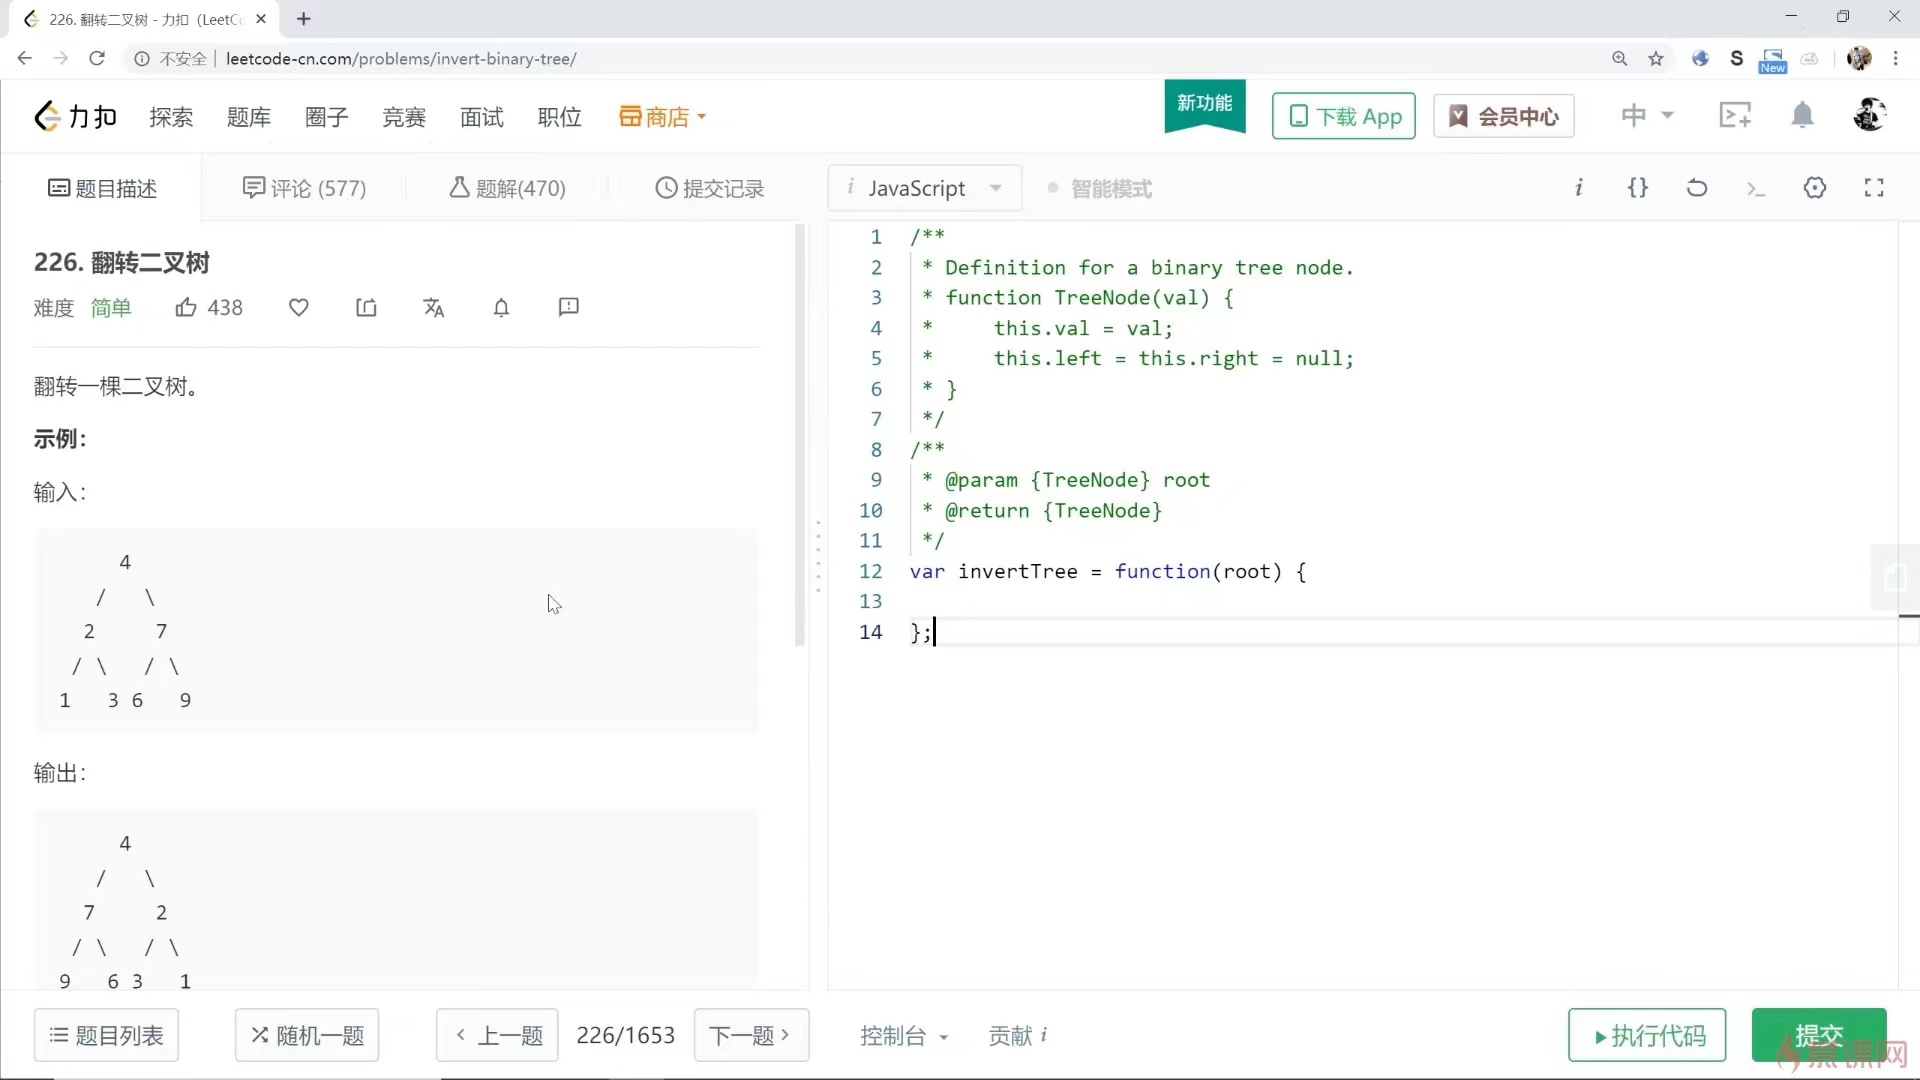 226. 翻转二叉树 - 力扣（LeetCo
不安全 | leetcode-cn.com/problems/invert-binary-tree/
New
力扣 探索 题库 圈子 竞赛 面试 职位 商店 新功能 下载 App 会员中心 中
题目描述 评论 (577) 题解(470) 提交记录
i JavaScript 智能模式
226. 翻转二叉树
难度 简单 438
翻转一棵二叉树。
示例：
输入：
4
/ \
2 7
/ \ / \
1 3 6 9
输出：
4
/ \
7 2
/ \ / \
9 6 3 1
1 /**
2 * Definition for a binary tree node.
3 * function TreeNode(val) {
4 * this.val = val;
5 * this.left = this.right = null;
6 * }
7 */
8 /**
9 * @param {TreeNode} root
10 * @return {TreeNode}
11 */
12 var invertTree = function(root) {
13
14 };
题目列表 随机一题 上一题 226/1653 下一题 控制台 贡献 i 执行代码 提交
慕课网